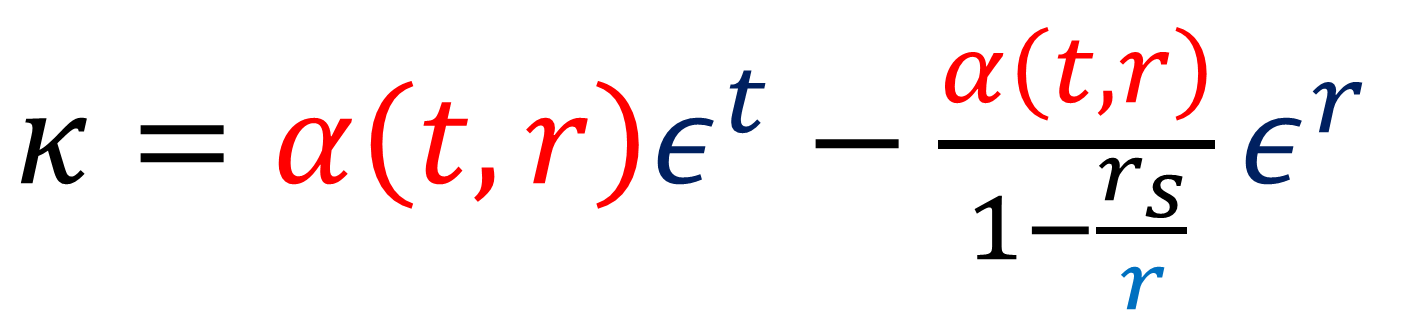 κ = α(t, r)ϵ^t − α(t,r)/(1−r_s/r) ϵ^r